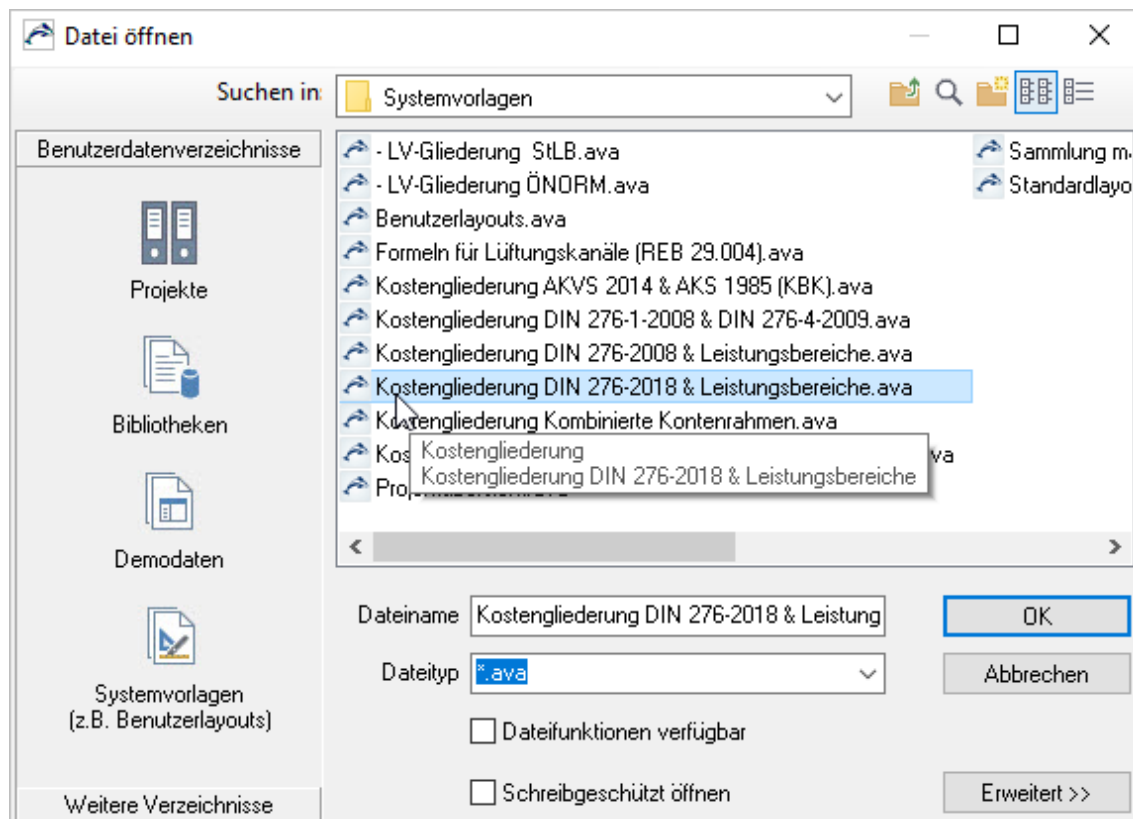 Datei öffnen
Suchen in:
Systemvorlagen
Benutzerdatenverzeichnisse
Projekte
Bibliotheken
Demodaten
Systemvorlagen
(z.B. Benutzerlayouts)
Weitere Verzeichnisse
- LV-Gliederung StLB.ava
- LV-Gliederung ÖNORM.ava
Benutzerlayouts.ava
Formeln für Lüftungskanäle (REB 29.004).ava
Kostengliederung AKVS 2014 & AKS 1985 (KBK).ava
Kostengliederung DIN 276-1-2008 & DIN 276-4-2009.ava
Kostengliederung DIN 276-2008 & Leistungsbereiche.ava
Kostengliederung DIN 276-2018 & Leistungsbereiche.ava
Kostengliederung Kombinierte Kontenrahmen.ava
Kostengliederung
Kostengliederung DIN 276-2018 & Leistungsbereiche
Sammlung
Dateiname Kostengliederung DIN 276-2018 & Leistung
OK
Dateityp *.ava
Abbrechen
Dateifunktionen verfügbar
Schreibgeschützt öffnen
Erweitert >>